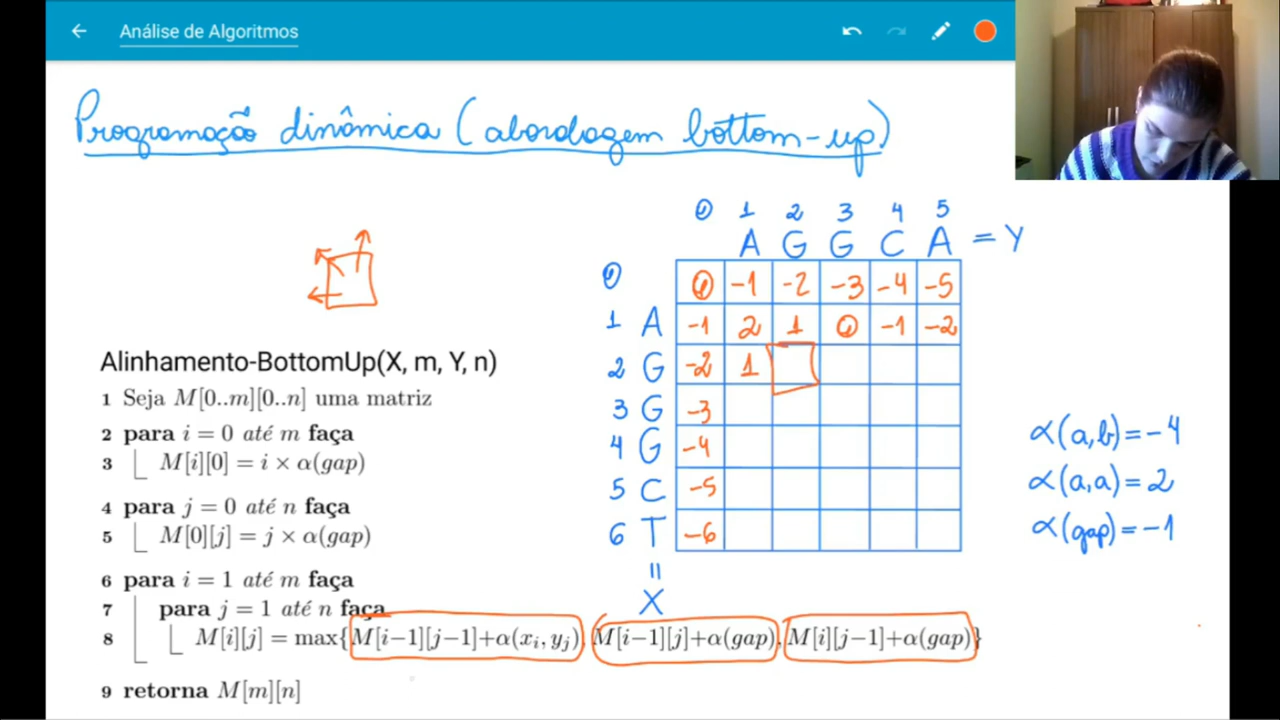 Análise de Algoritmos
Programação dinâmica (abordagem bottom-up)
0 1 2 3 4 5
A G G C A = Y
0 0 -1 -2 -3 -4 -5
1 A -1 2 1 0 -1 -2
2 G -2 1
3 G -3
4 G -4
5 C -5
6 T -6
=
X
Alinhamento-BottomUp(X, m, Y, n)
1 Seja M[0..m][0..n] uma matriz
2 para i = 0 até m faça
3 M[i][0] = i × α(gap)
4 para j = 0 até n faça
5 M[0][j] = j × α(gap)
6 para i = 1 até m faça
7 para j = 1 até n faça
8 M[i][j] = max{M[i−1][j−1]+α(xᵢ, yⱼ), M[i−1][j]+α(gap), M[i][j−1]+α(gap)}
9 retorna M[m][n]
α(a,b) = -4
α(a,a) = 2
α(gap) = -1